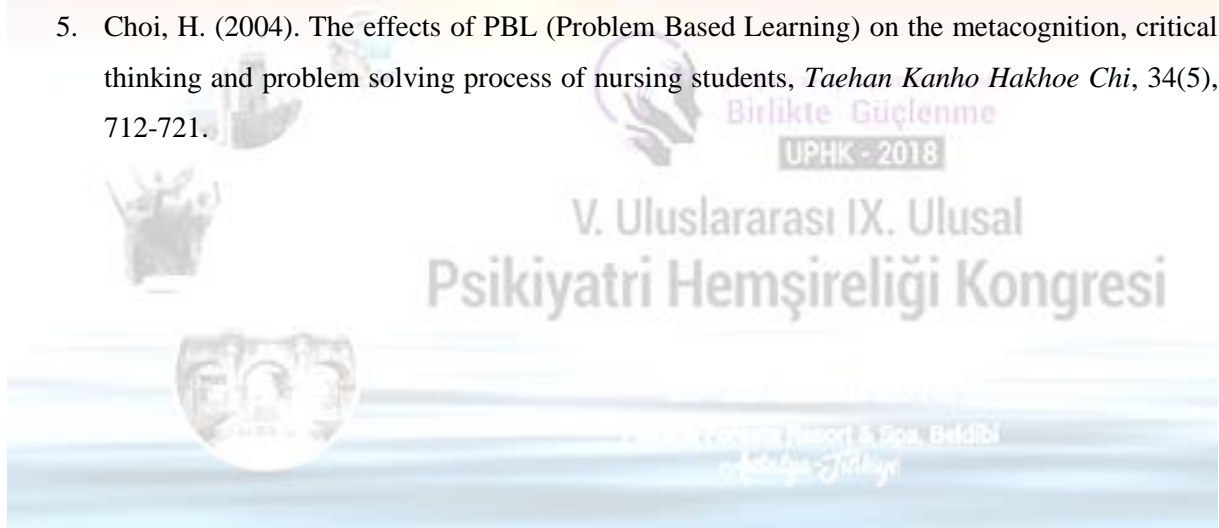 5. Choi, H. (2004). The effects of PBL (Problem Based Learning) on the metacognition, critical
thinking and problem solving process of nursing students, Taehan Kanho Hakhoe Chi, 34(5),
712-721.
Birlikte Güçlenme
UPHK - 2018
V. Uluslararası IX. Ulusal
Psikiyatri Hemşireliği Kongresi
Resort & Spa, Beldibi
Antalya-Türkiye